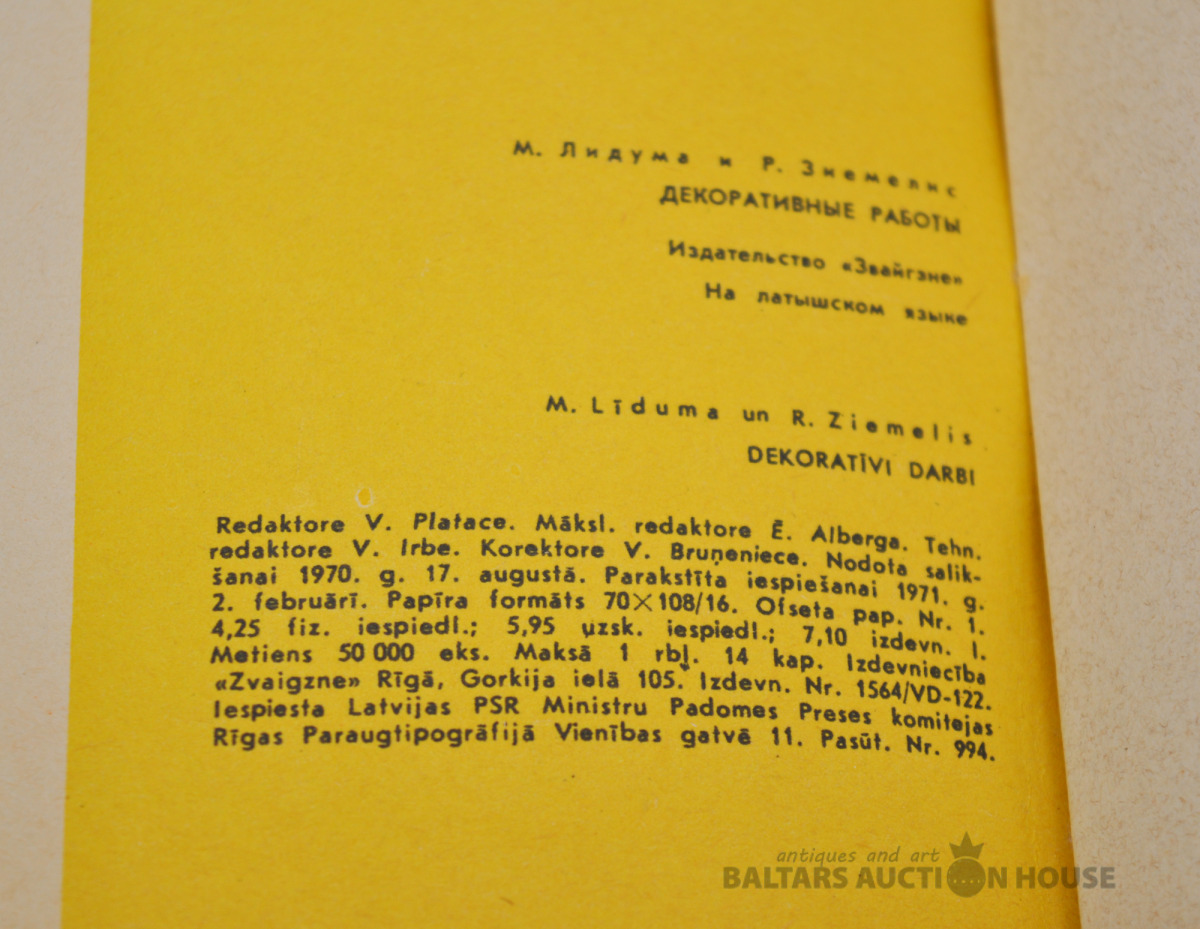 М. Лидума и Р. Зиемелис
ДЕКОРАТИВНЫЕ РАБОТЫ
Издательство «Звайгзне»
На латышском языке
M. Līduma un R. Ziemelis
DEKORATĪVI DARBI
Redaktore V. Platace. Māksl. redaktore Ē. Alberga. Tehn.
redaktore V. Irbe. Korektore V. Bruņeniece. Nodota salik-
šanai 1970. g. 17. augustā. Parakstīta iespiešanai 1971. g.
2. februārī. Papīra formāts 70×108/16. Ofseta pap. Nr. 1.
4,25 fiz. iespiedl.; 5,95 uzsk. iespiedl.; 7,10 izdevn. l.
Metiens 50 000 eks. Maksā 1 rbļ. 14 kap. Izdevniecība
«Zvaigzne» Rīgā, Gorkija ielā 105. Izdevn. Nr. 1564/VD-122.
Iespiesta Latvijas PSR Ministru Padomes Preses komitejas
Rīgas Paraugtipogrāfijā Vienības gatvē 11. Pasūt. Nr. 994.
antiques and art
BALTARS AUCTION HOUSE